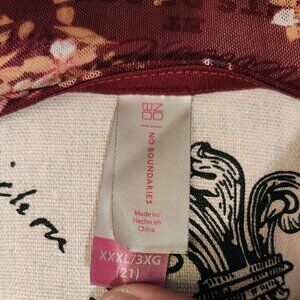 NO
BO
NO BOUNDARIES
Made in/
Hecho en
China
XXXL/3XG
(21)